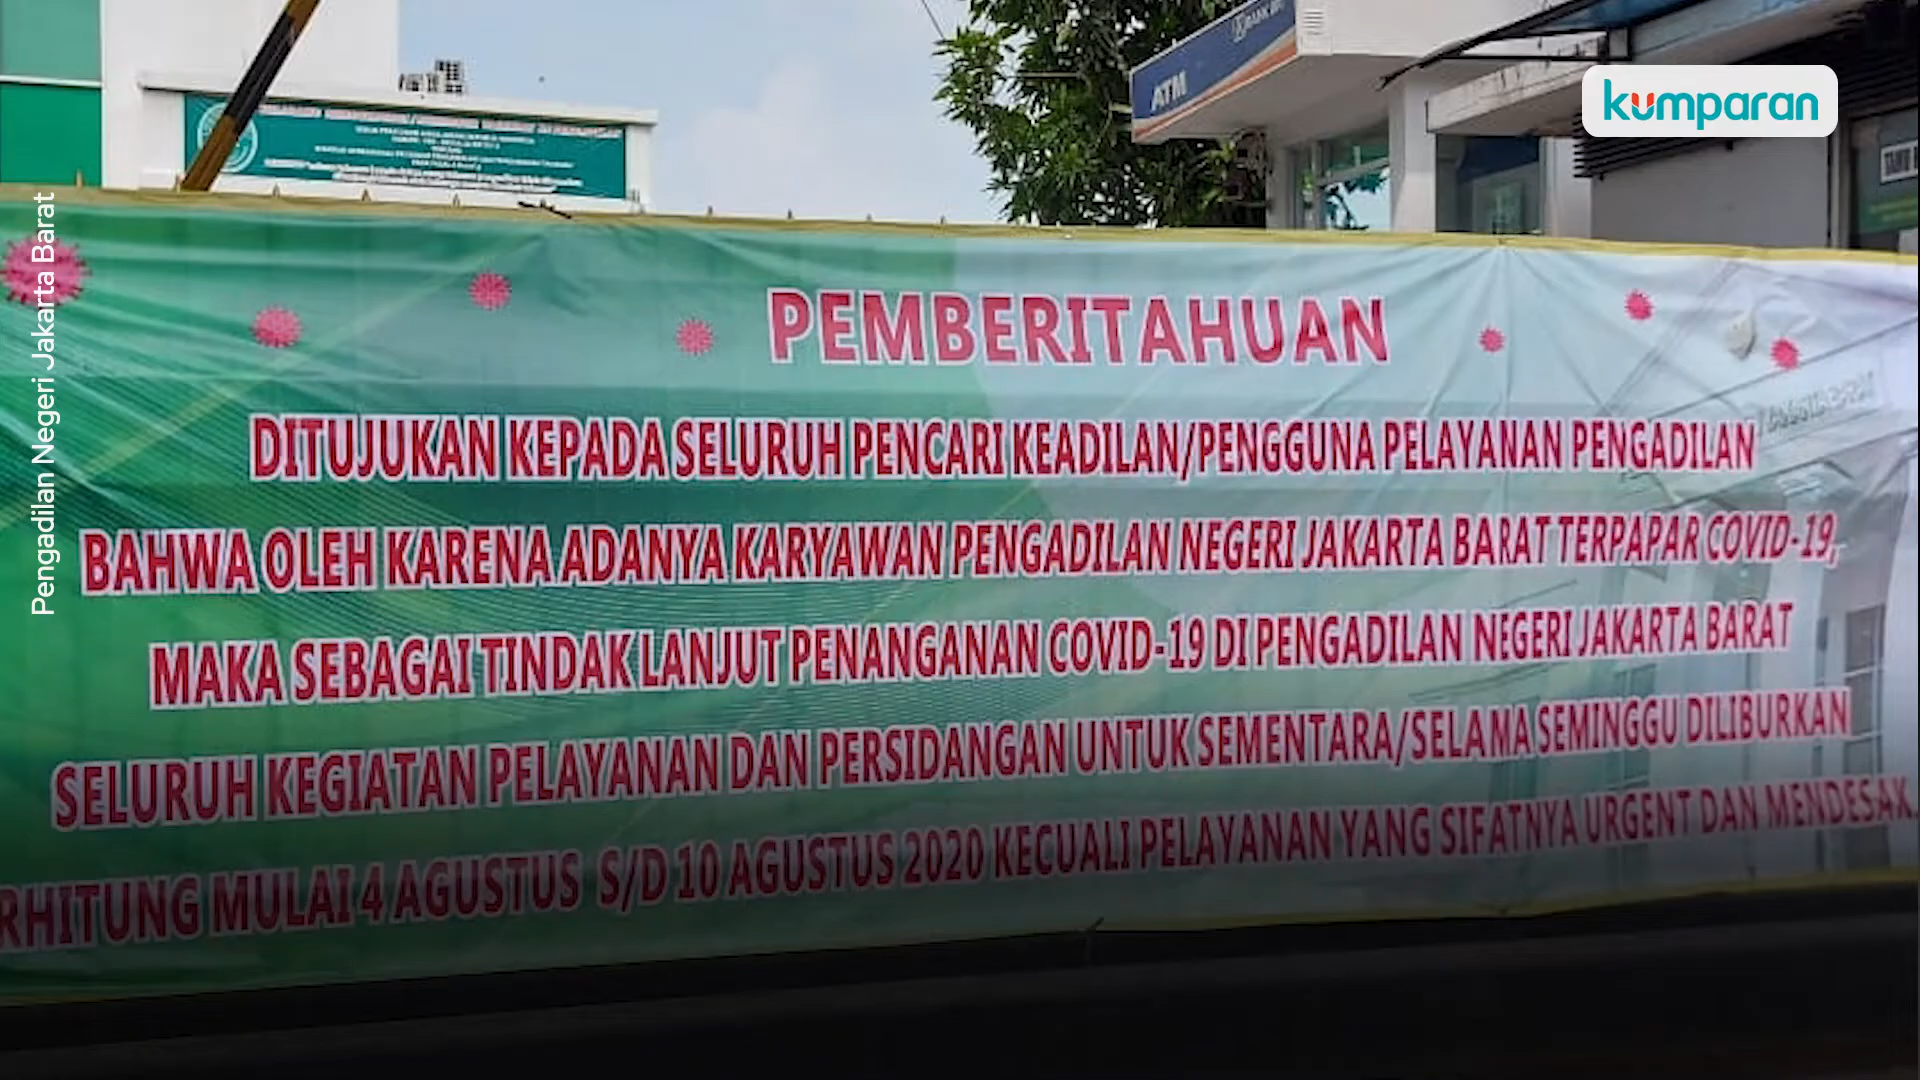 kumparan
ATM
PEMBERITAHUAN
DITUJUKAN KEPADA SELURUH PENCARI KEADILAN/PENGGUNA PELAYANAN PENGADILAN
BAHWA OLEH KARENA ADANYA KARYAWAN PENGADILAN NEGERI JAKARTA BARAT TERPAPAR COVID-19,
MAKA SEBAGAI TINDAK LANJUT PENANGANAN COVID-19 DI PENGADILAN NEGERI JAKARTA BARAT
SELURUH KEGIATAN PELAYANAN DAN PERSIDANGAN UNTUK SEMENTARA/SELAMA SEMINGGU DILIBURKAN
RHITUNG MULAI 4 AGUSTUS S/D 10 AGUSTUS 2020 KECUALI PELAYANAN YANG SIFATNYA URGENT DAN MENDESAK.
Pengadilan Negeri Jakarta Barat